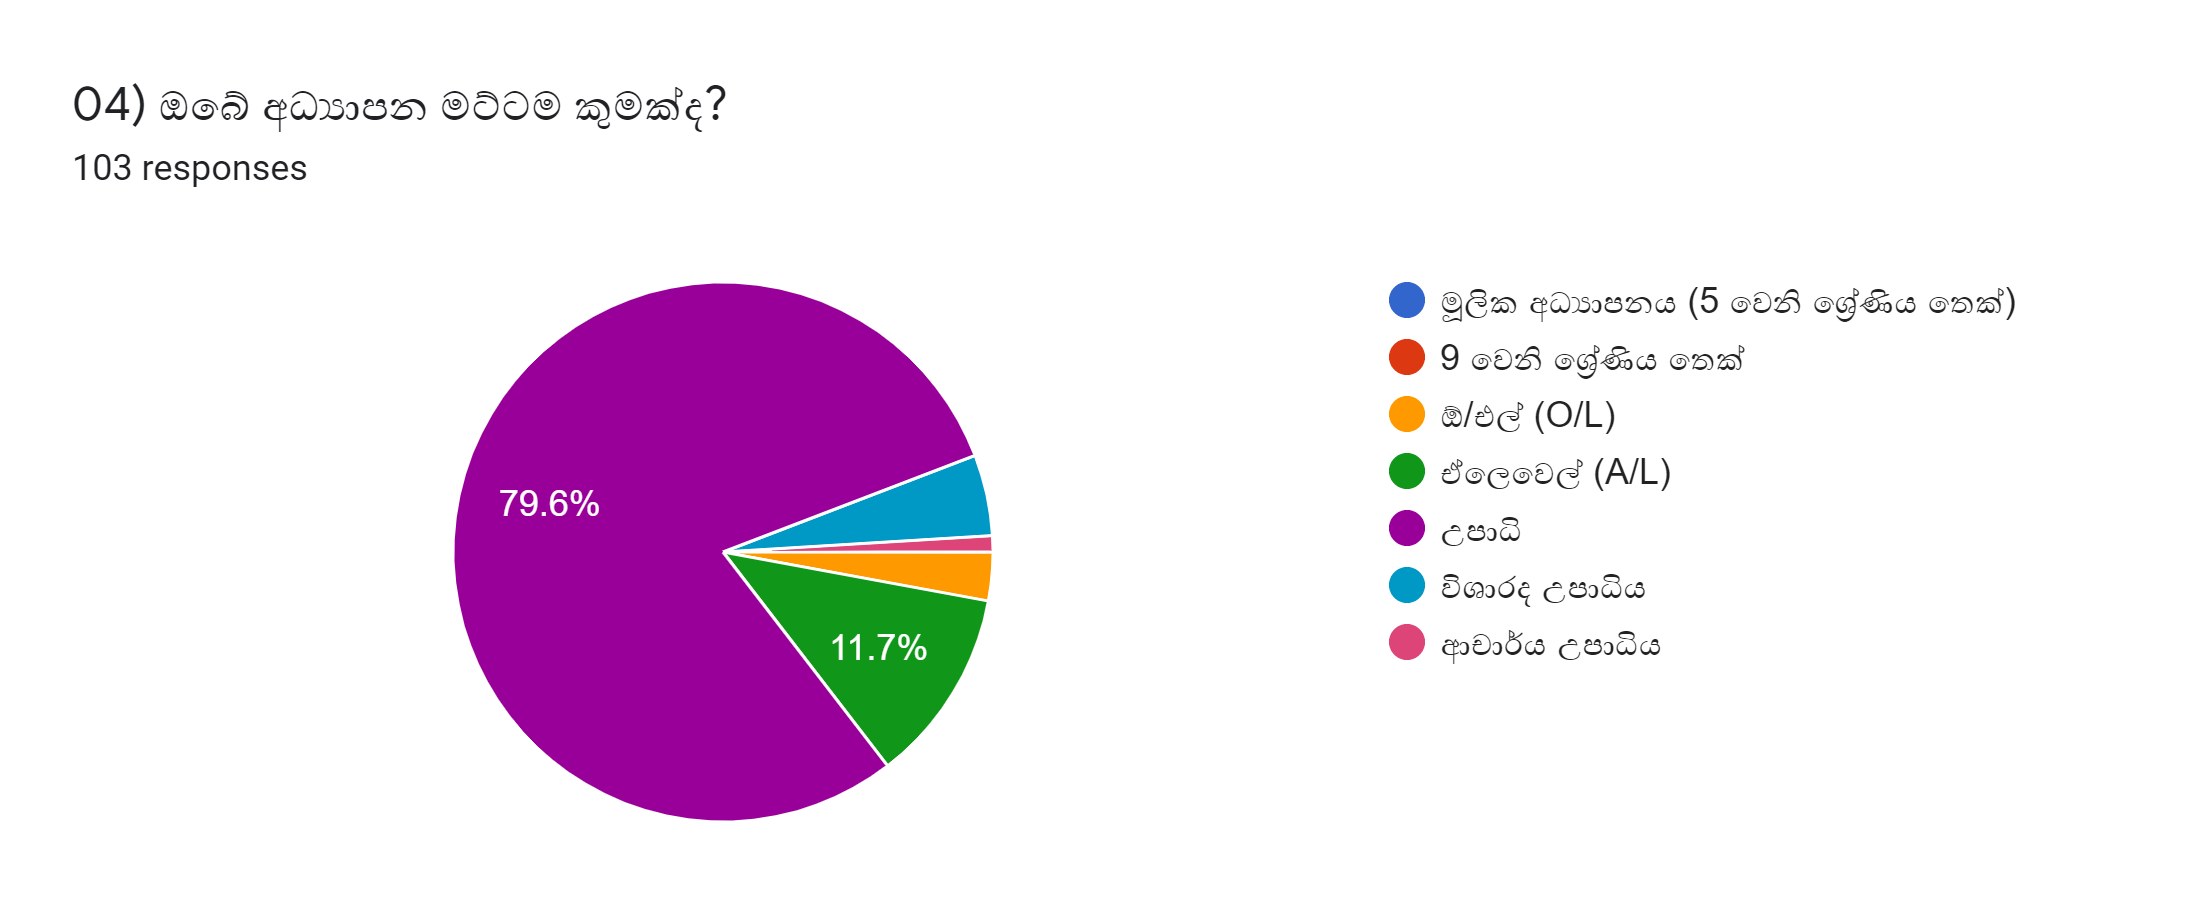 04) ඔබේ අධ්‍යාපන මට්ටම කුමක්ද?
103 responses
79.6%
11.7%
මූලික අධ්‍යාපනය (5 වෙනි ශ්‍රේණිය තෙක්)
9 වෙනි ශ්‍රේණිය තෙක්
ඕ/එල් (O/L)
ඒලෙවෙල් (A/L)
උපාධි
විශාරද උපාධිය
ආචාර්ය උපාධිය